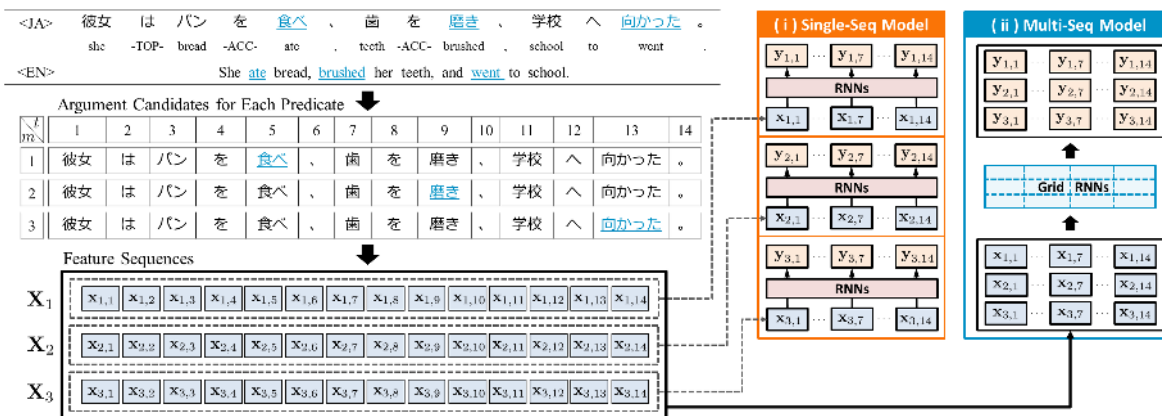 <JA> 彼女 は パン を 食べ 、 歯 を 磨き 、 学校 へ 向かった 。
she -TOP- bread -ACC- ate , teeth -ACC- brushed , school to went .
<EN> She ate bread, brushed her teeth, and went to school.
Argument Candidates for Each Predicate
m t 1 2 3 4 5 6 7 8 9 10 11 12 13 14
1 彼女 は パン を 食べ 、 歯 を 磨き 、 学校 へ 向かった 。
2 彼女 は パン を 食べ 、 歯 を 磨き 、 学校 へ 向かった 。
3 彼女 は パン を 食べ 、 歯 を 磨き 、 学校 へ 向かった 。
Feature Sequences
X1 x1,1 x1,2 x1,3 x1,4 x1,5 x1,6 x1,7 x1,8 x1,9 x1,10 x1,11 x1,12 x1,13 x1,14
X2 x2,1 x2,2 x2,3 x2,4 x2,5 x2,6 x2,7 x2,8 x2,9 x2,10 x2,11 x2,12 x2,13 x2,14
X3 x3,1 x3,2 x3,3 x3,4 x3,5 x3,6 x3,7 x3,8 x3,9 x3,10 x3,11 x3,12 x3,13 x3,14
( i ) Single-Seq Model
y1,1 ... y1,7 ... y1,14
RNNs
x1,1 ... x1,7 ... x1,14
y2,1 ... y2,7 ... y2,14
RNNs
x2,1 ... x2,7 ... x2,14
y3,1 ... y3,7 ... y3,14
RNNs
x3,1 ... x3,7 ... x3,14
( ii ) Multi-Seq Model
y1,1 ... y1,7 ... y1,14
y2,1 ... y2,7 ... y2,14
y3,1 ... y3,7 ... y3,14
Grid RNNs
x1,1 ... x1,7 ... x1,14
x2,1 ... x2,7 ... x2,14
x3,1 ... x3,7 ... x3,14